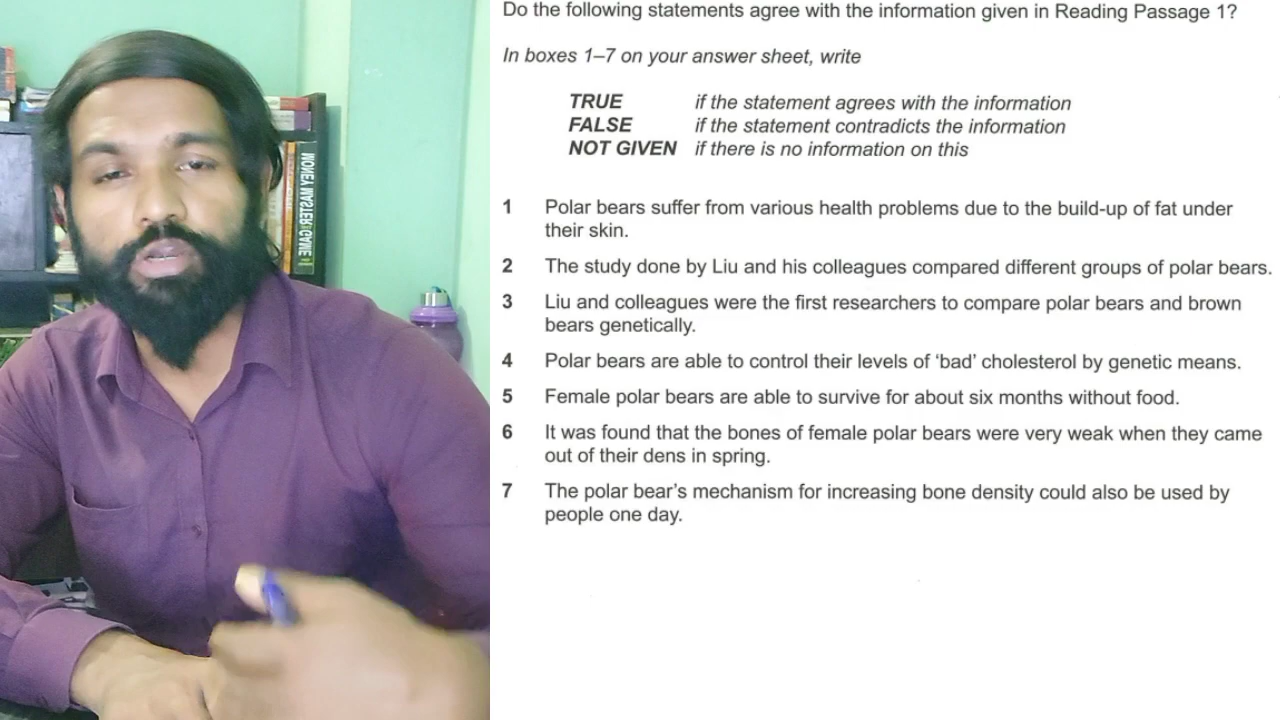 Do the following statements agree with the information given in Reading Passage 1?
In boxes 1–7 on your answer sheet, write
TRUE if the statement agrees with the information
FALSE if the statement contradicts the information
NOT GIVEN if there is no information on this
1 Polar bears suffer from various health problems due to the build-up of fat under
their skin.
2 The study done by Liu and his colleagues compared different groups of polar bears.
3 Liu and colleagues were the first researchers to compare polar bears and brown
bears genetically.
4 Polar bears are able to control their levels of ‘bad’ cholesterol by genetic means.
5 Female polar bears are able to survive for about six months without food.
6 It was found that the bones of female polar bears were very weak when they came
out of their dens in spring.
7 The polar bear’s mechanism for increasing bone density could also be used by
people one day.
MONEY MASTER GAME